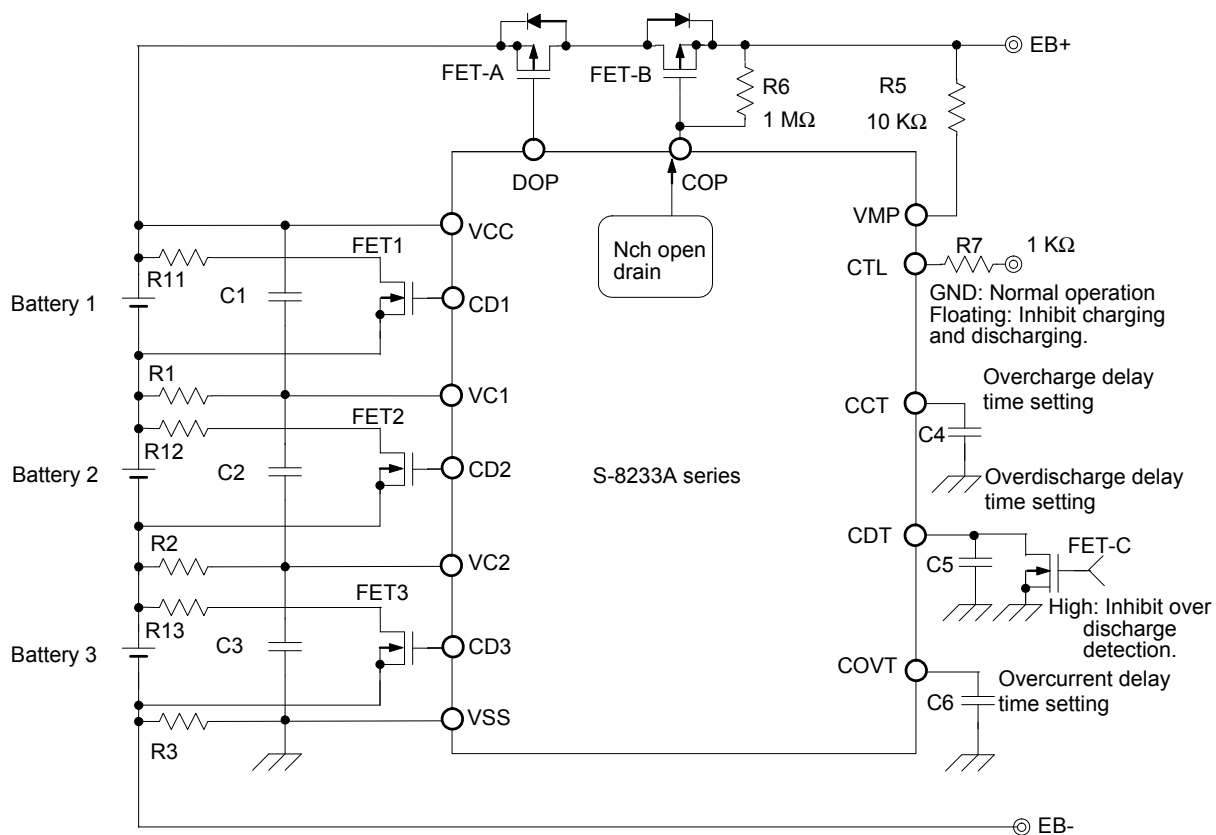 EB+
FET-A
FET-B
R6
1 MΩ
R5
10 KΩ
DOP
COP
VMP
VCC
Nch open
drain
R7
1 KΩ
CTL
FET1
R11
C1
Battery 1
CD1
GND: Normal operation
Floating: Inhibit charging
and discharging.
R1
VC1
Overcharge delay
time setting
CCT
C4
FET2
R12
C2
Battery 2
CD2
S-8233A series
Overdischarge delay
time setting
R2
VC2
CDT
C5
FET-C
FET3
R13
C3
Battery 3
CD3
High: Inhibit over
discharge
detection.
COVT
C6
Overcurrent delay
time setting
R3
VSS
EB-